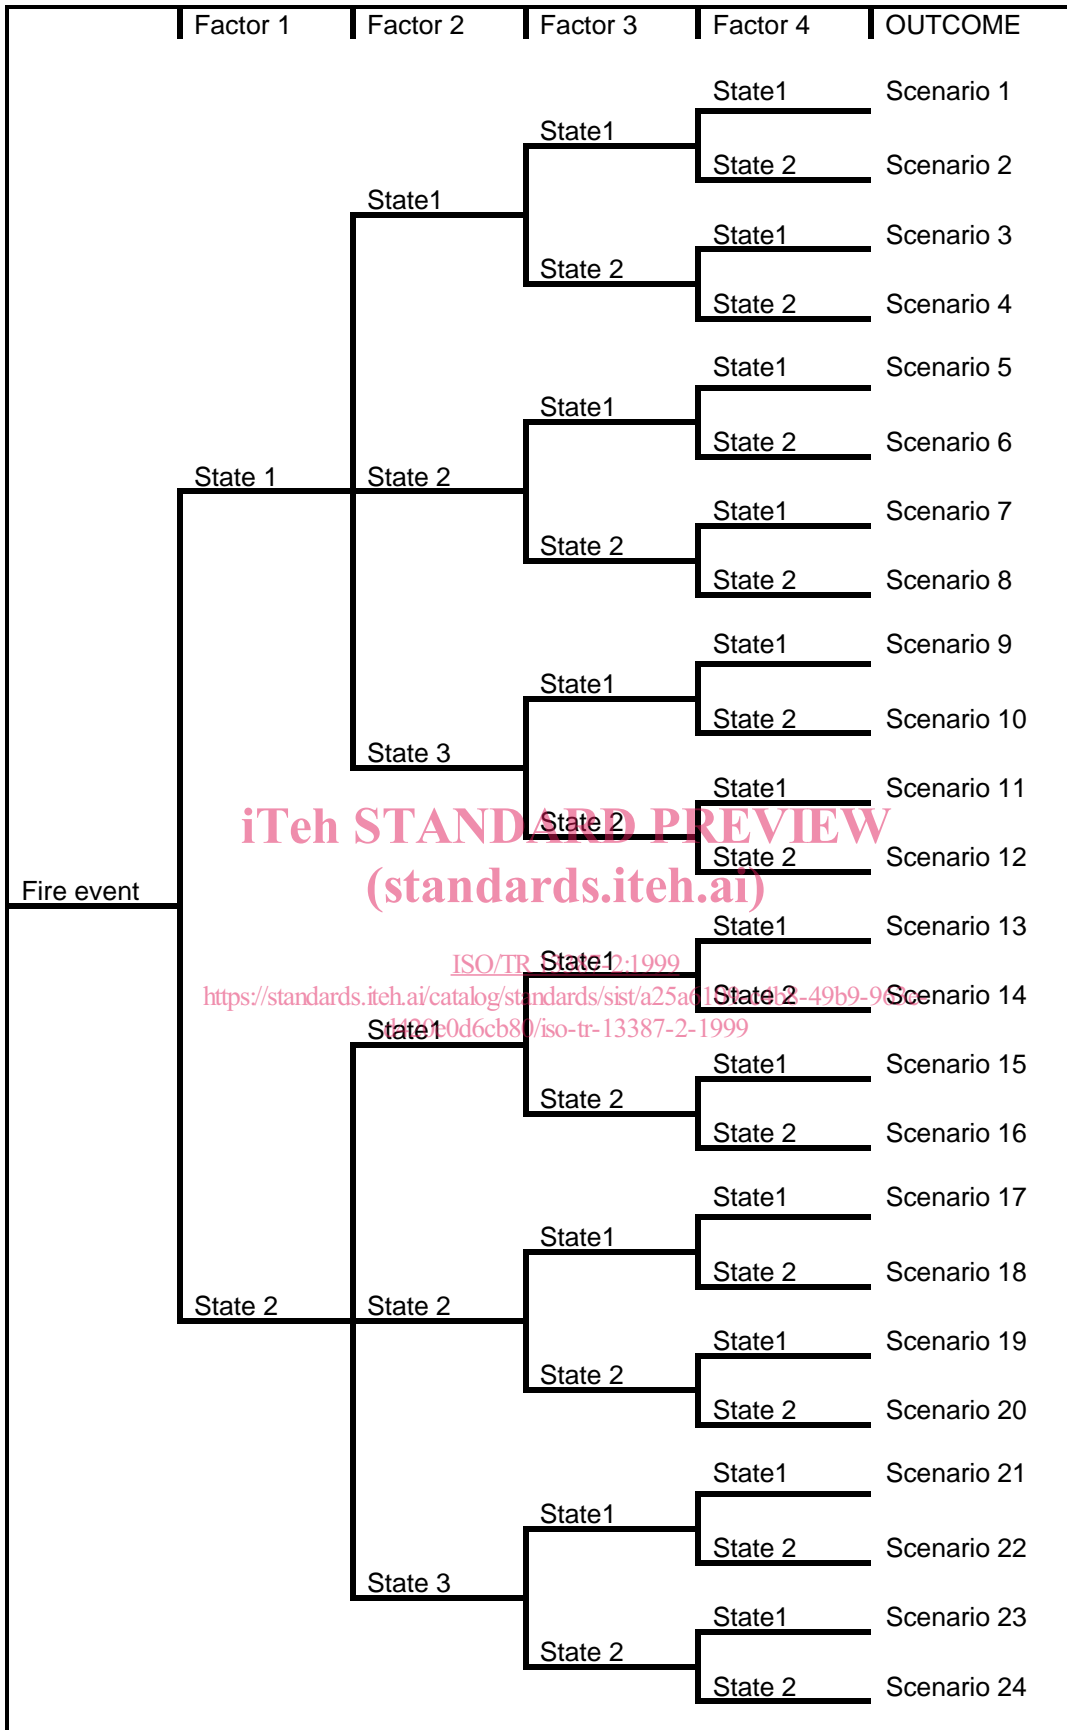 Factor 1 Factor 2 Factor 3 Factor 4 OUTCOME
State1 Scenario 1
State1
State 2 Scenario 2
State1
State1 Scenario 3
State 2
State 2 Scenario 4
State1 Scenario 5
State1
State 2 Scenario 6
State 1 State 2
State1 Scenario 7
State 2
State 2 Scenario 8
State1 Scenario 9
State1
State 2 Scenario 10
State 3
State1 Scenario 11
iTeh STANDARD PREVIEW
State 2
State 2 Scenario 12
(standards.iteh.ai)
Fire event
State1 Scenario 13
ISO/TR 13387-2:1999
State1
State 2 Scenario 14
State1
State1 Scenario 15
State 2
State 2 Scenario 16
State1 Scenario 17
State1
State 2 Scenario 18
State 2 State 2
State1 Scenario 19
State 2
State 2 Scenario 20
State1 Scenario 21
State1
State 2 Scenario 22
State 3
State1 Scenario 23
State 2
State 2 Scenario 24